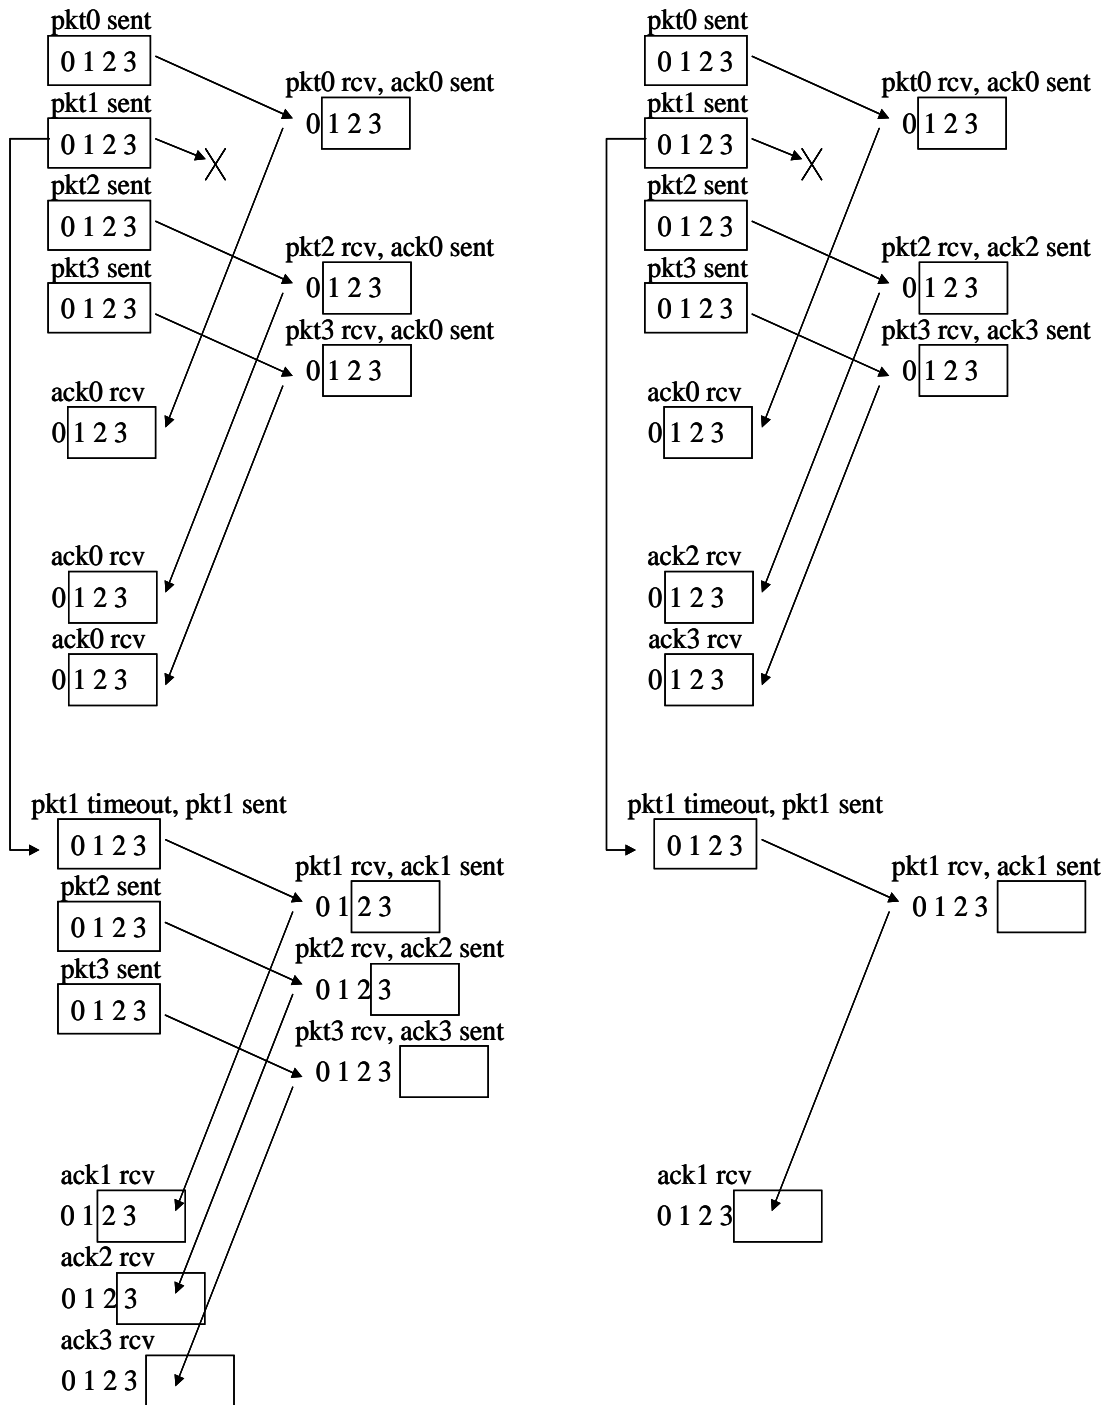 pkt0 sent
0 1 2 3
pkt0 rcv, ack0 sent
0 1 2 3
pkt1 sent
0 1 2 3
pkt2 sent
0 1 2 3
pkt2 rcv, ack0 sent
0 1 2 3
pkt3 sent
0 1 2 3
pkt3 rcv, ack0 sent
0 1 2 3
ack0 rcv
0 1 2 3
ack0 rcv
0 1 2 3
ack0 rcv
0 1 2 3
pkt1 timeout, pkt1 sent
0 1 2 3
pkt1 rcv, ack1 sent
0 1 2 3
pkt2 sent
0 1 2 3
pkt2 rcv, ack2 sent
0 1 2 3
pkt3 sent
0 1 2 3
pkt3 rcv, ack3 sent
0 1 2 3
ack1 rcv
0 1 2 3
ack2 rcv
0 1 2 3
ack3 rcv
0 1 2 3
pkt0 sent
0 1 2 3
pkt0 rcv, ack0 sent
0 1 2 3
pkt1 sent
0 1 2 3
pkt2 sent
0 1 2 3
pkt2 rcv, ack2 sent
0 1 2 3
pkt3 sent
0 1 2 3
pkt3 rcv, ack3 sent
0 1 2 3
ack0 rcv
0 1 2 3
ack2 rcv
0 1 2 3
ack3 rcv
0 1 2 3
pkt1 timeout, pkt1 sent
0 1 2 3
pkt1 rcv, ack1 sent
0 1 2 3
ack1 rcv
0 1 2 3